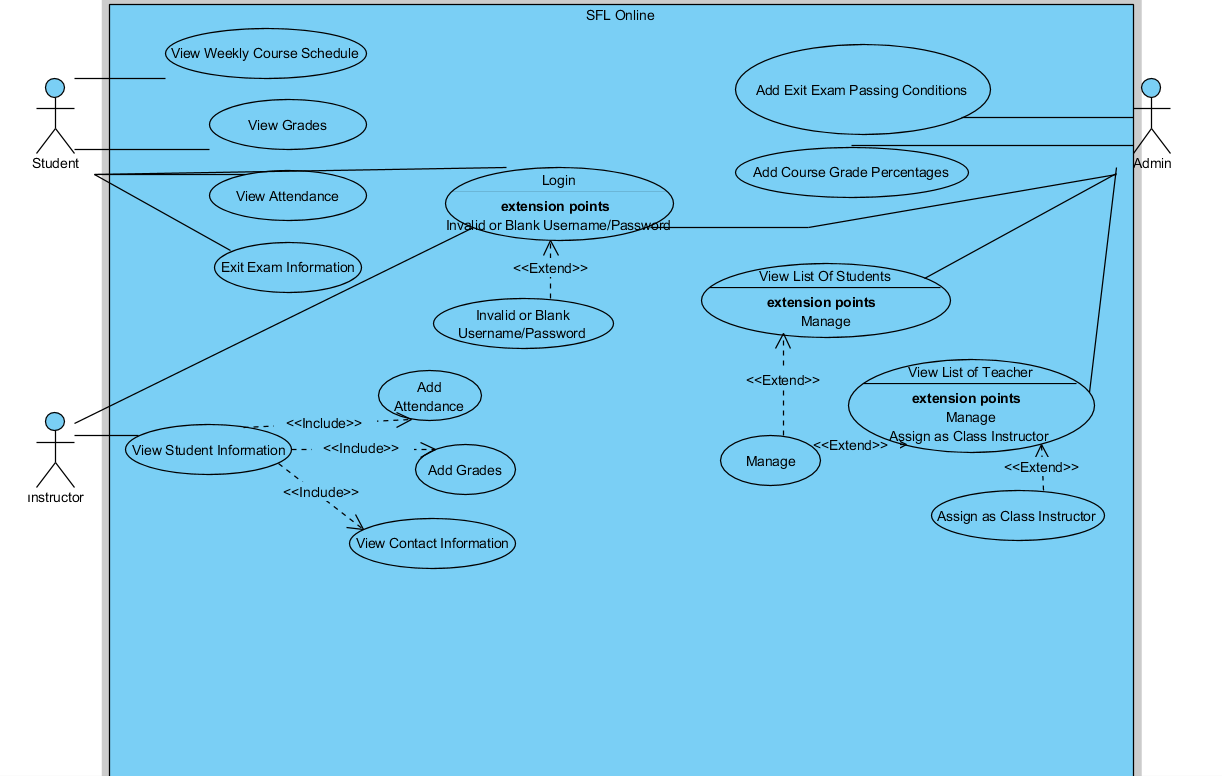 SFL Online
View Weekly Course Schedule
Add Exit Exam Passing Conditions
View Grades
Student
Admin
Login
extension points
Invalid or Blank Username/Password
Add Course Grade Percentages
View Attendance
Exit Exam Information
<<Extend>>
View List Of Students
extension points
Manage
Invalid or Blank
Username/Password
<<Extend>>
View List of Teacher
extension points
Manage
Assign as Class Instructor
Add
Attendance
<<Include>>
View Student Information
<<Include>>
Add Grades
<<Include>>
Instructor
View Contact Information
Manage
<<Extend>>
<<Extend>>
Assign as Class Instructor